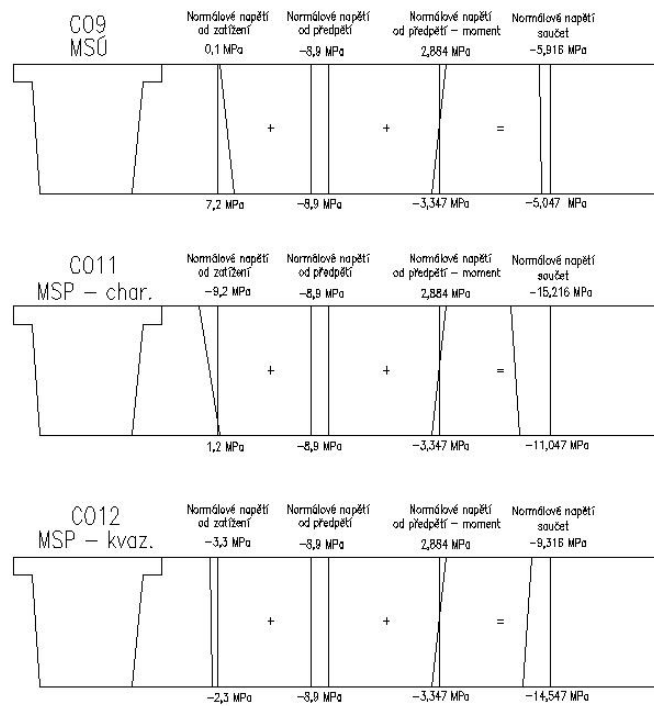 CO9
MSÚ
Normálové napětí
od zatížení
0,1 MPa
Normálové napětí
od předpětí
-8,9 MPa
Normálové napětí
od předpětí - moment
2,884 MPa
Normálové napětí
součet
-5,916 MPa
+
+
=
7,2 MPa
-8,9 MPa
-3,347 MPa
-5,047 MPa
CO11
MSP - char.
Normálové napětí
od zatížení
-9,2 MPa
Normálové napětí
od předpětí
-8,9 MPa
Normálové napětí
od předpětí - moment
2,884 MPa
Normálové napětí
součet
-15,216 MPa
+
+
=
1,2 MPa
-8,9 MPa
-3,347 MPa
-11,047 MPa
CO12
MSP - kvaz.
Normálové napětí
od zatížení
-3,3 MPa
Normálové napětí
od předpětí
-8,9 MPa
Normálové napětí
od předpětí - moment
2,884 MPa
Normálové napětí
součet
-9,316 MPa
+
+
=
-2,3 MPa
-8,9 MPa
-3,347 MPa
-14,547 MPa